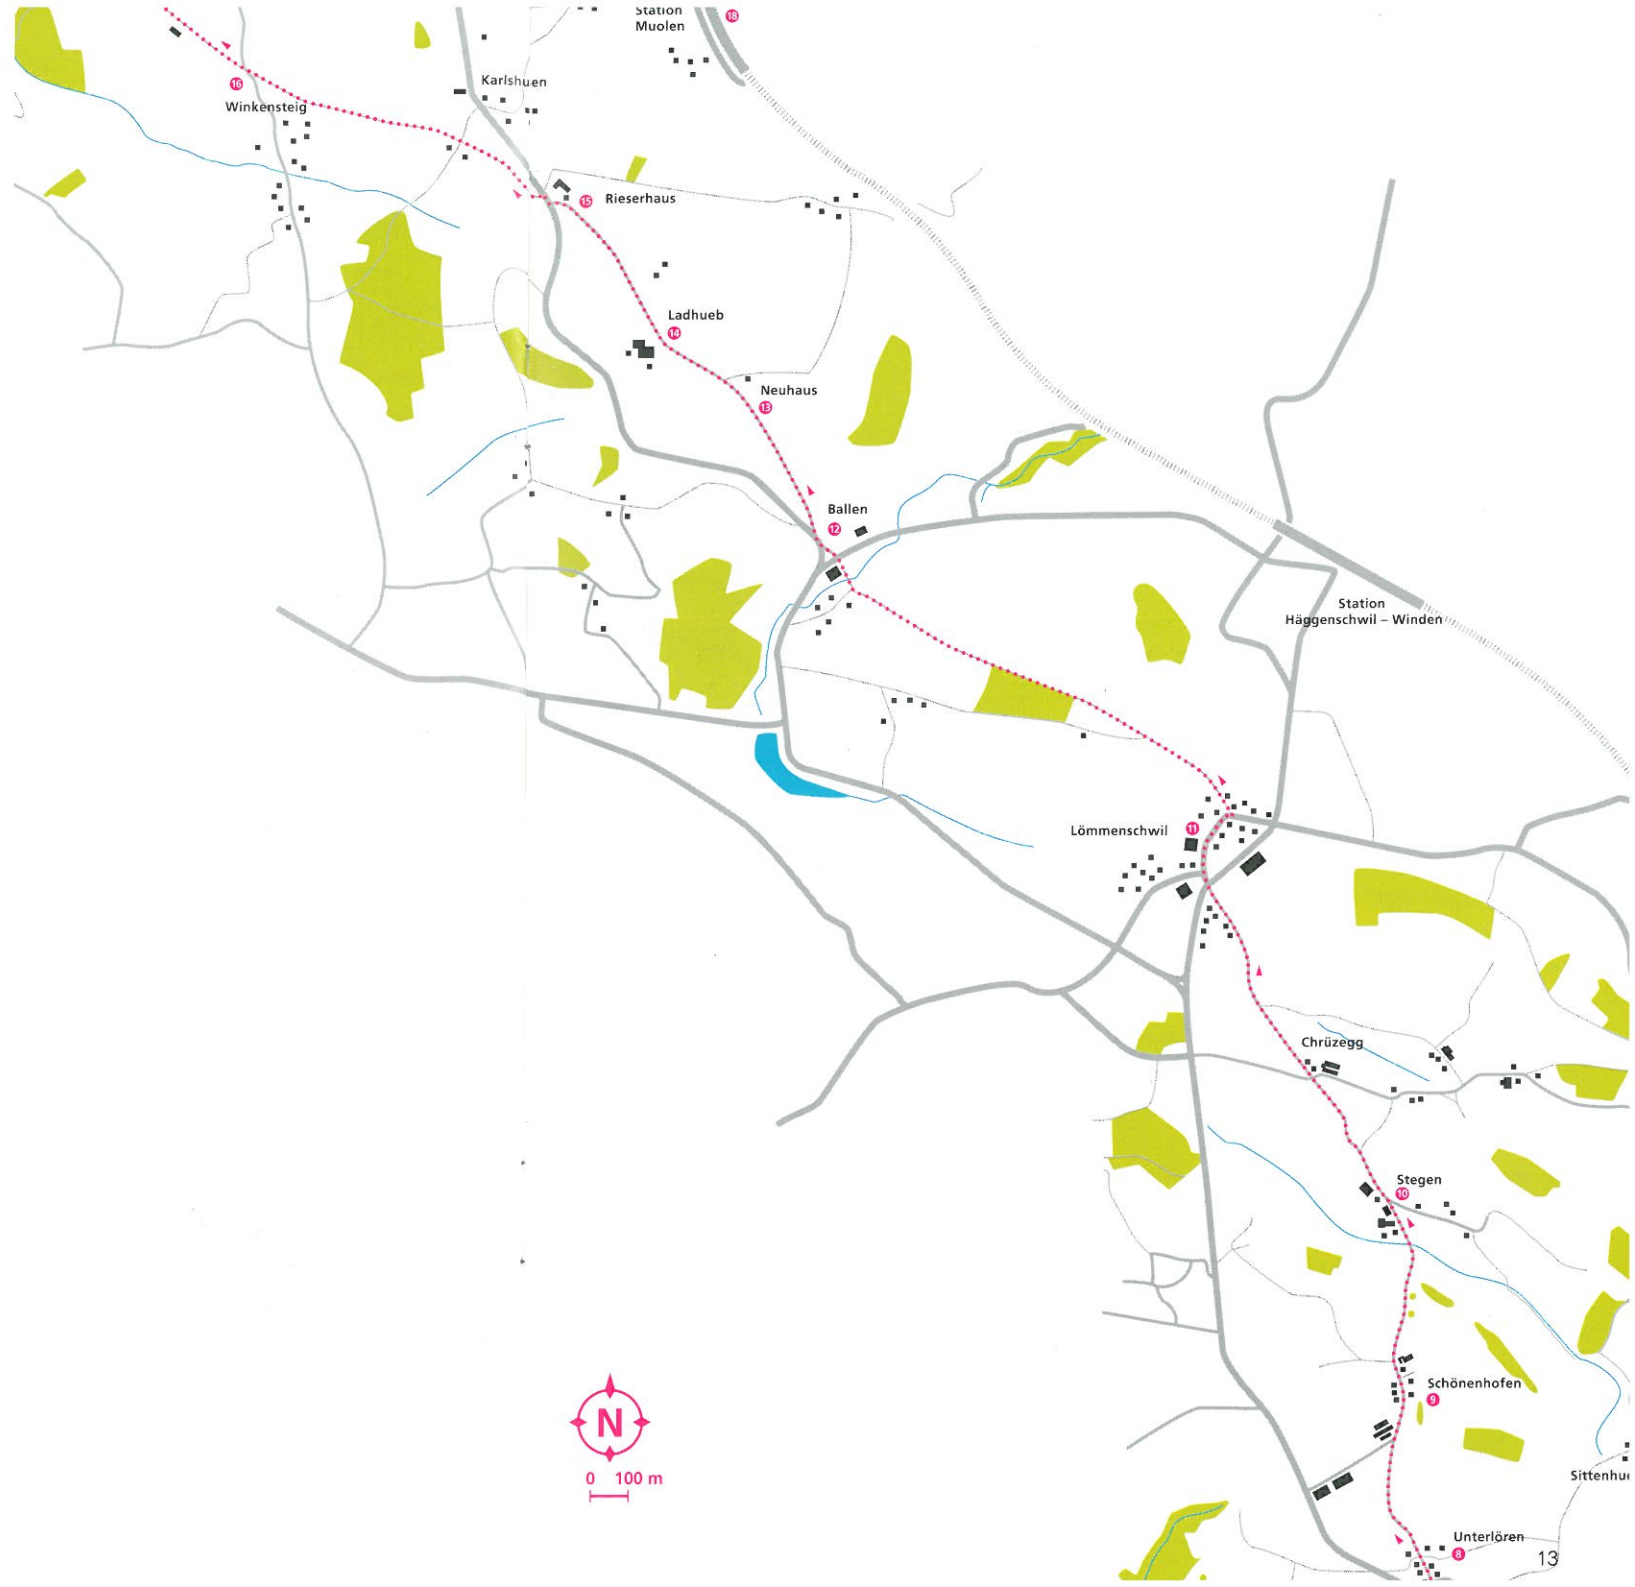 Station
Muolen
18
Karlshuen
16
Winkensteig
15 Rieserhaus
Ladhueb
14
Neuhaus
13
Ballen
12
Station
Häggenschwil – Winden
Lömmenschwil 11
Chrüzegg
Stegen
10
Schönenhofen
9
N
0 100 m
Unterlören
8
13